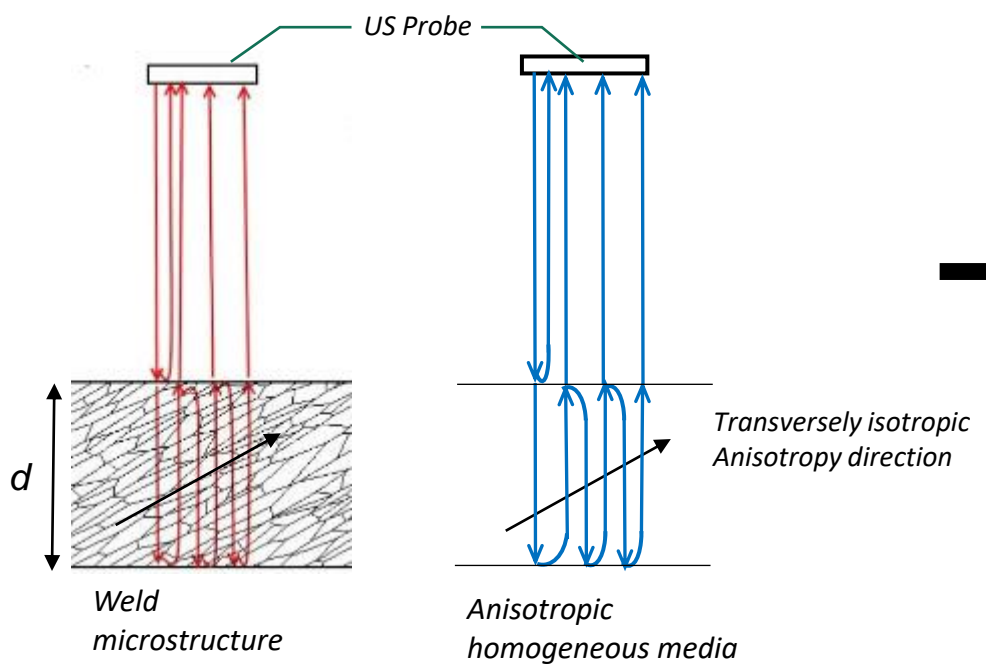 US Probe
d
Transversely isotropic
Anisotropy direction
Weld
microstructure
Anisotropic
homogeneous media